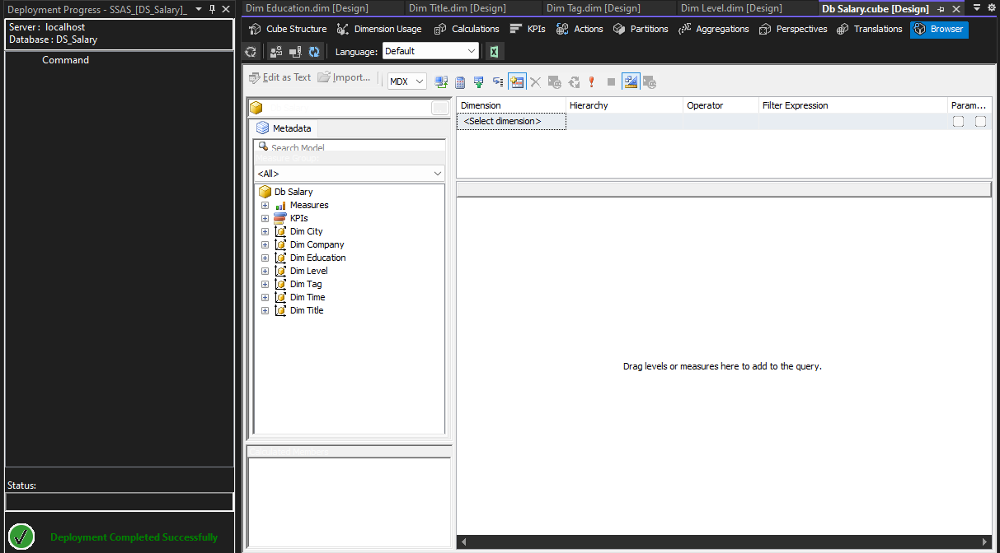 Deployment Progress - SSAS_[DS_Salary]_
Server : localhost
Database : DS_Salary
Command
Status:
Deployment Completed Successfully
Dim Education.dim [Design]
Dim Title.dim [Design]
Dim Tag.dim [Design]
Dim Level.dim [Design]
Db Salary.cube [Design]
Cube Structure
Dimension Usage
Calculations
KPIs
Actions
Partitions
Aggregations
Perspectives
Translations
Browser
Language:
Default
Edit as Text
Import...
MDX
Metadata
Search Model
Measure Group:
<All>
Db Salary
Measures
KPIs
Dim City
Dim Company
Dim Education
Dim Level
Dim Tag
Dim Time
Dim Title
Calculated Members
Dimension
Hierarchy
Operator
Filter Expression
Param...
<Select dimension>
Drag levels or measures here to add to the query.